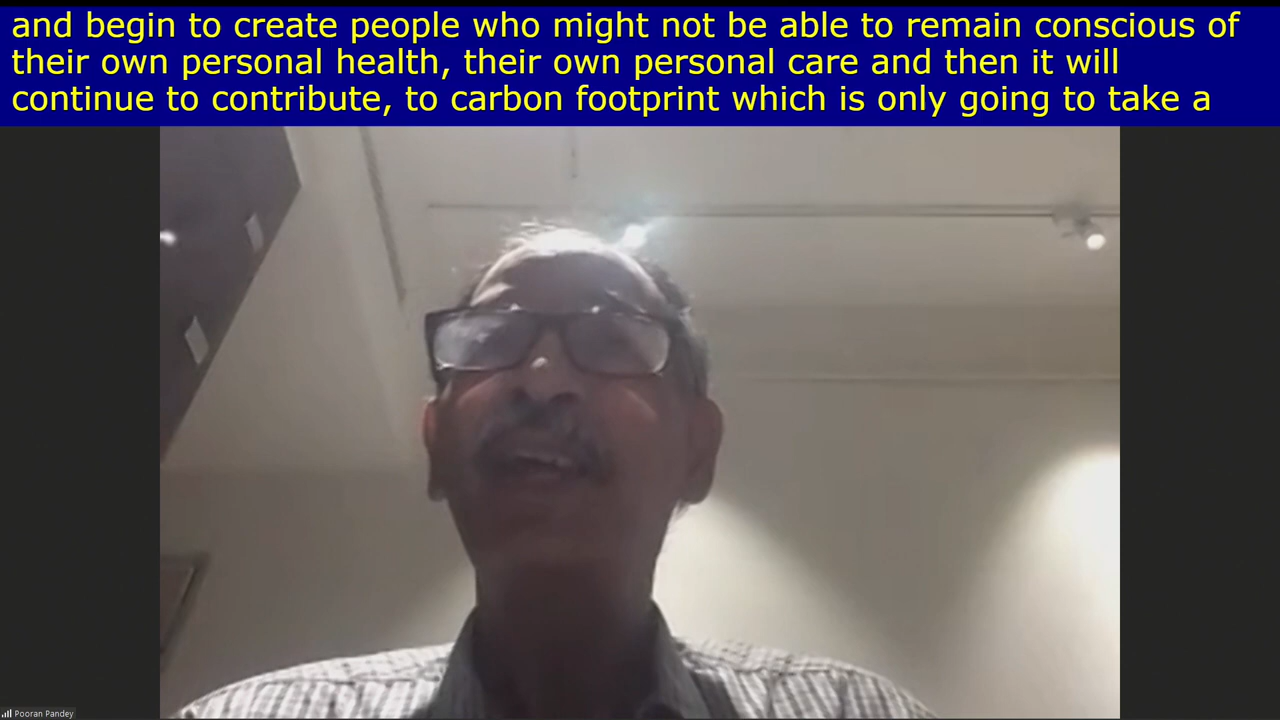 and begin to create people who might not be able to remain conscious of
their own personal health, their own personal care and then it will
continue to contribute, to carbon footprint which is only going to take a
Pooran Pandey